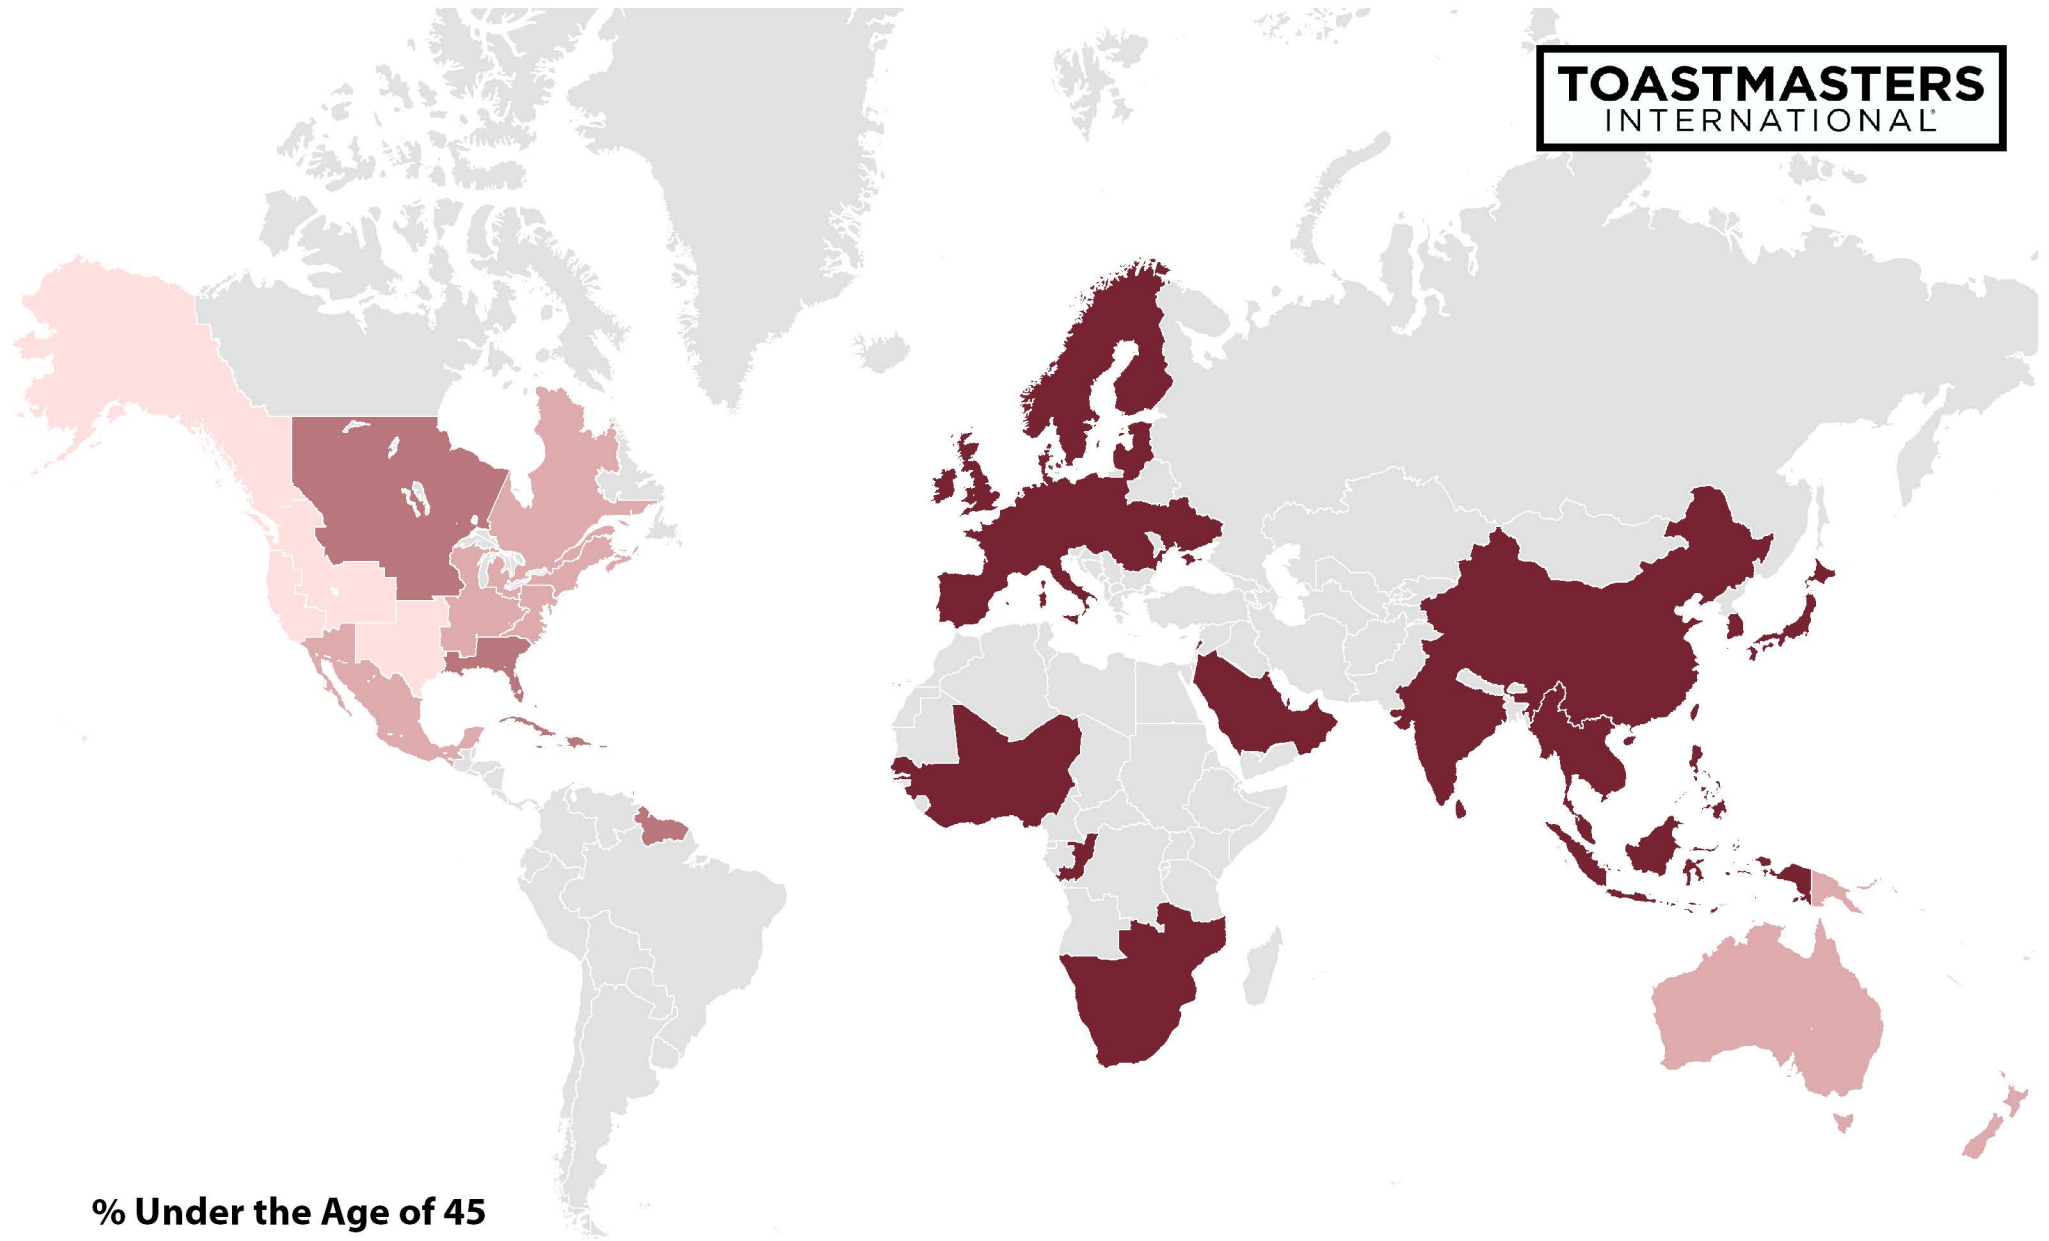 TOASTMASTERS
INTERNATIONAL®
% Under the Age of 45